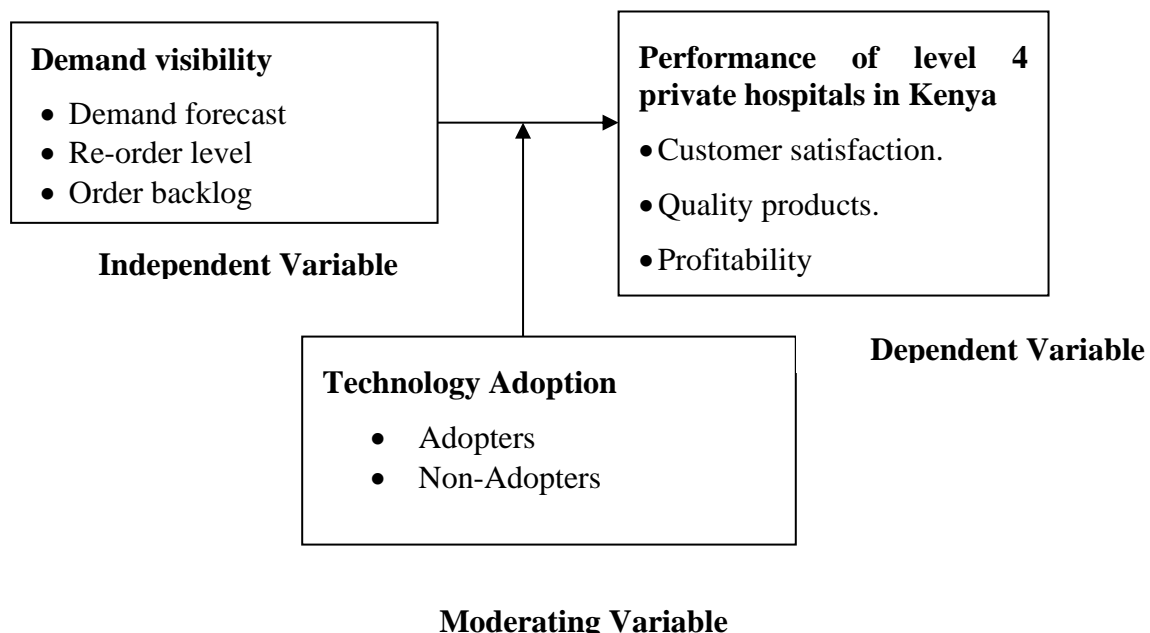 Demand visibility
• Demand forecast
• Re-order level
• Order backlog
Independent Variable
Performance of level 4
private hospitals in Kenya
• Customer satisfaction.
• Quality products.
• Profitability
Dependent Variable
Technology Adoption
• Adopters
• Non-Adopters
Moderating Variable